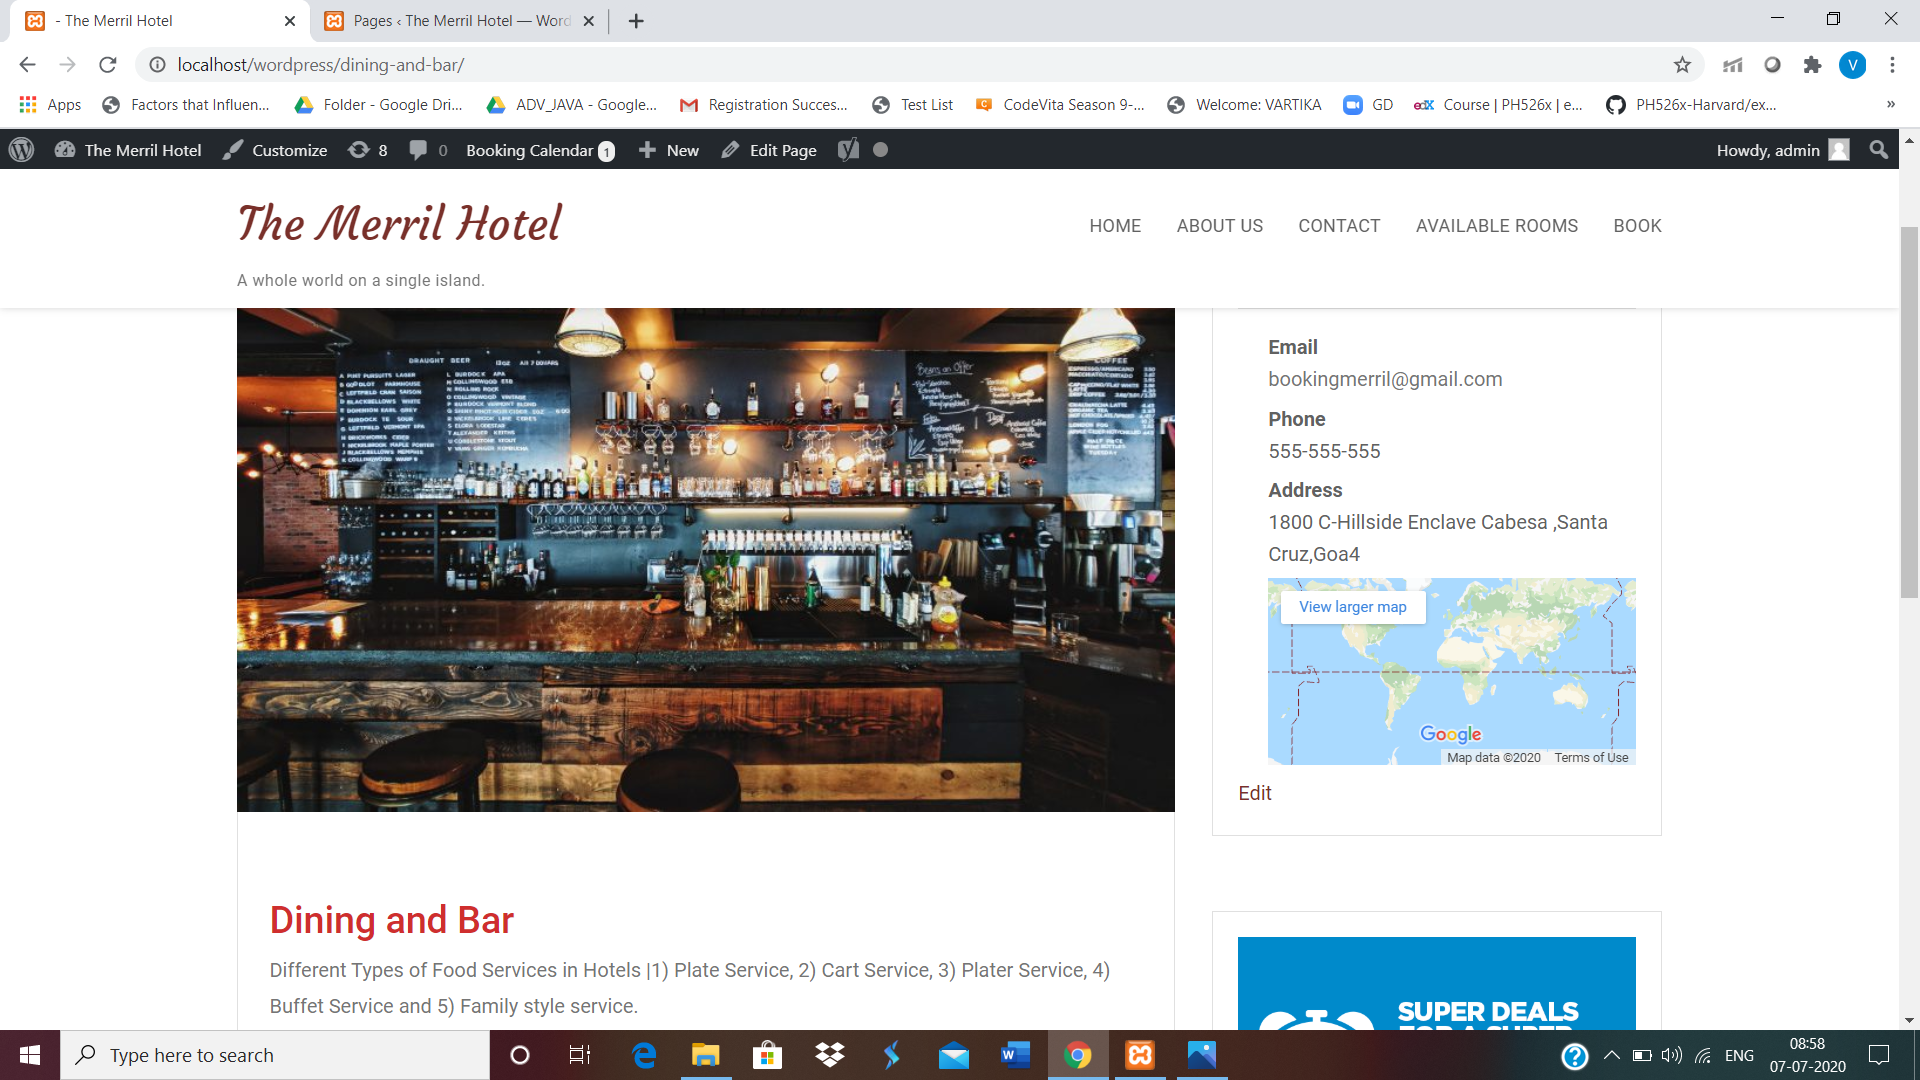 - The Merril Hotel
Pages ‹ The Merril Hotel — Word
localhost/wordpress/dining-and-bar/
V
Apps
Factors that Influen...
Folder - Google Dri...
ADV_JAVA - Google...
Registration Succes...
Test List
CodeVita Season 9-...
Welcome: VARTIKA
GD
Course | PH526x | e...
PH526x-Harvard/ex...
»
The Merril Hotel
Customize
8
0
Booking Calendar 1
New
Edit Page
Howdy, admin
The Merril Hotel
HOME
ABOUT US
CONTACT
AVAILABLE ROOMS
BOOK
A whole world on a single island.
DRAUGHT BEER
COFFEE
Email
bookingmerril@gmail.com
Phone
555-555-555
Address
1800 C-Hillside Enclave Cabesa ,Santa
Cruz,Goa4
View larger map
Google
Map data ©2020
Terms of Use
Edit
Dining and Bar
Different Types of Food Services in Hotels |1) Plate Service, 2) Cart Service, 3) Plater Service, 4)
Buffet Service and 5) Family style service.
SUPER DEALS
FOR A SUPER
Type here to search
ENG
08:58
07-07-2020